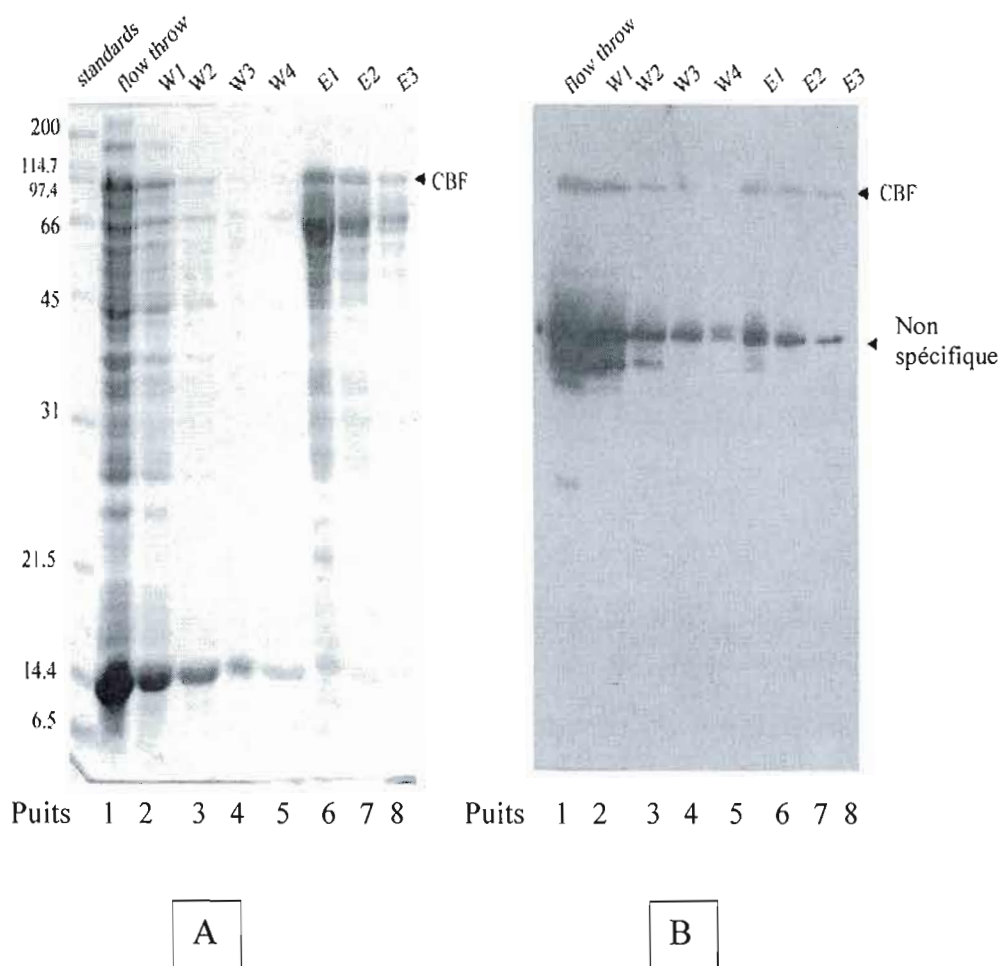 standards flow throw W1 W2 W3 W4 E1 E2 E3
200
114.7
97.4
66
45
31
21.5
14.4
6.5
CBF
Puits 1 2 3 4 5 6 7 8
A
flow throw W1 W2 W3 W4 E1 E2 E3
CBF
Non
spécifique
Puits 1 2 3 4 5 6 7 8
B